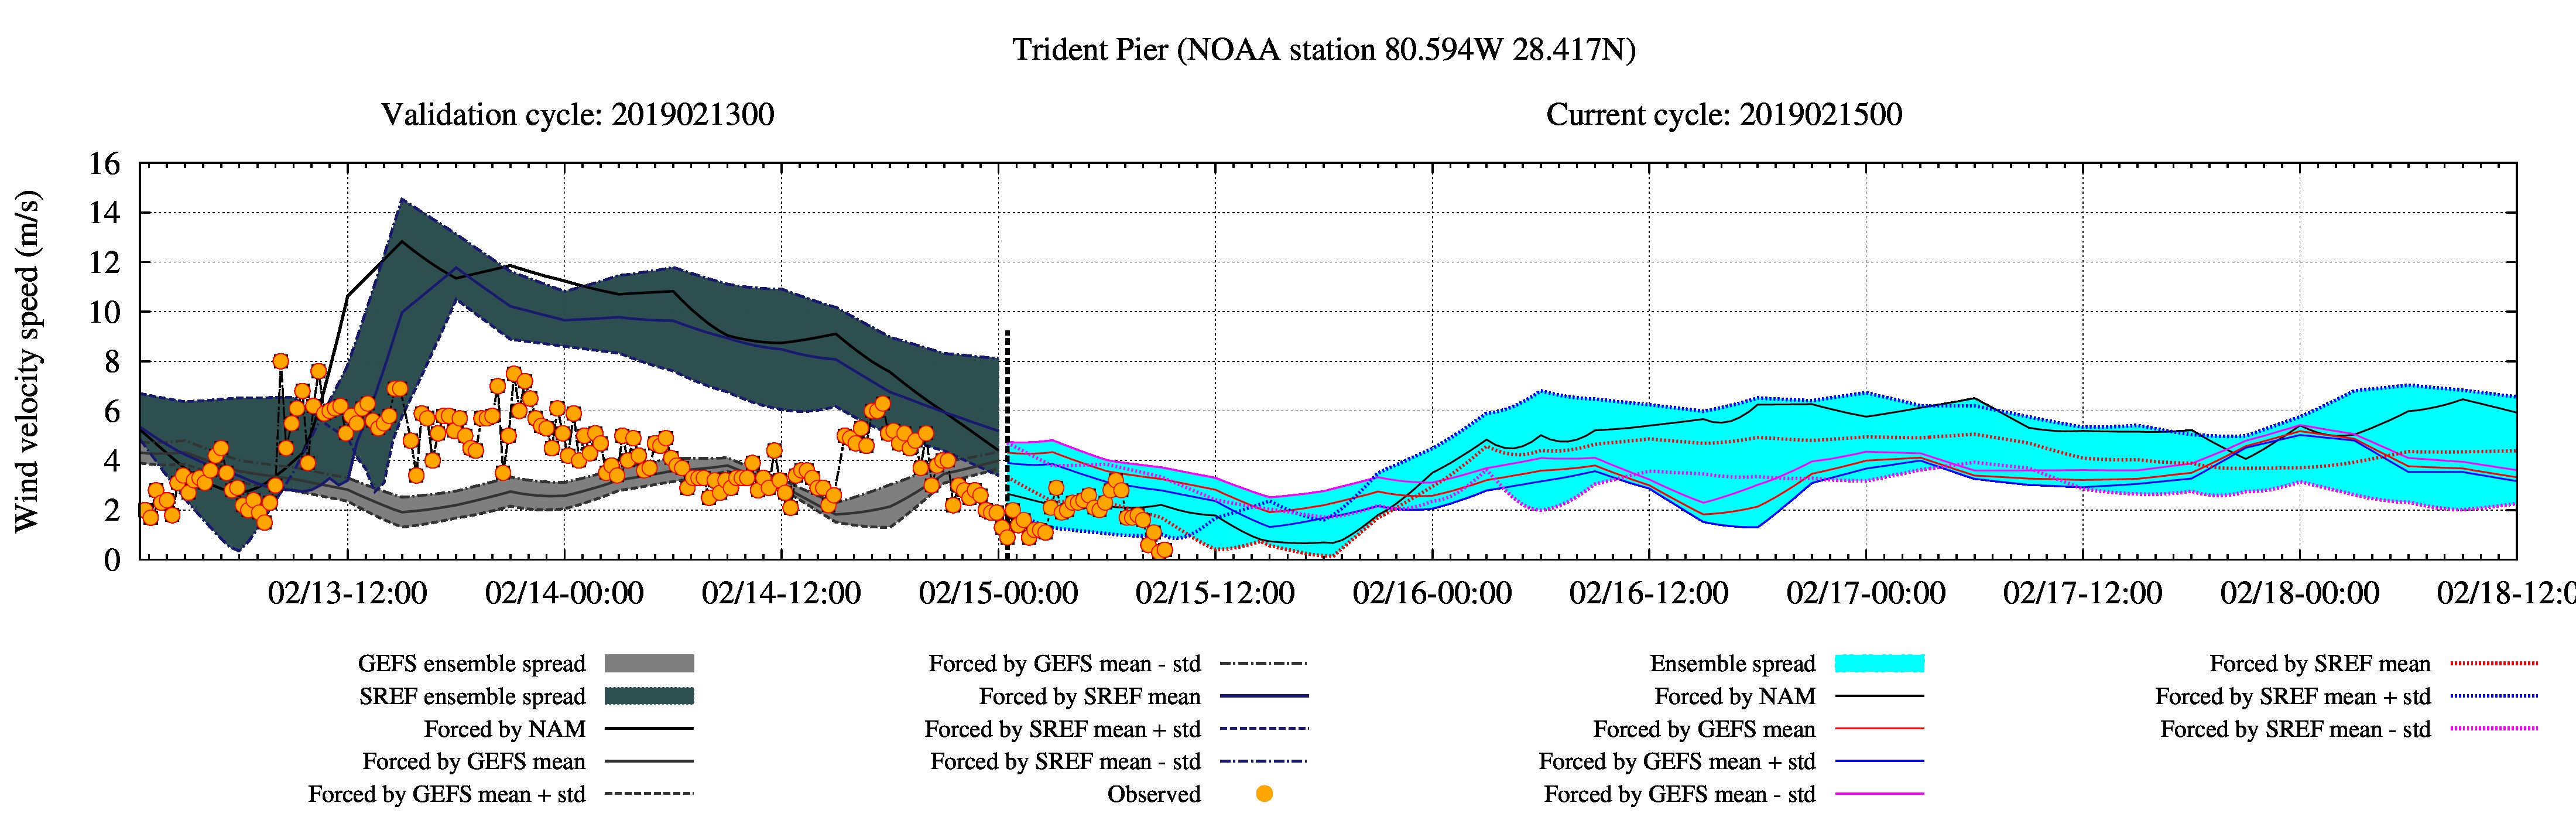 Trident Pier (NOAA station 80.594W 28.417N)
Validation cycle: 2019021300
Current cycle: 2019021500
Wind velocity speed (m/s)
16
14
12
10
8
6
4
2
0
02/13-12:00 02/14-00:00 02/14-12:00 02/15-00:00 02/15-12:00 02/16-00:00 02/16-12:00 02/17-00:00 02/17-12:00 02/18-00:00 02/18-12:0
GEFS ensemble spread
SREF ensemble spread
Forced by NAM
Forced by GEFS mean
Forced by GEFS mean + std
Forced by GEFS mean - std
Forced by SREF mean
Forced by SREF mean + std
Forced by SREF mean - std
Observed
Ensemble spread
Forced by NAM
Forced by GEFS mean
Forced by GEFS mean + std
Forced by GEFS mean - std
Forced by SREF mean
Forced by SREF mean + std
Forced by SREF mean - std